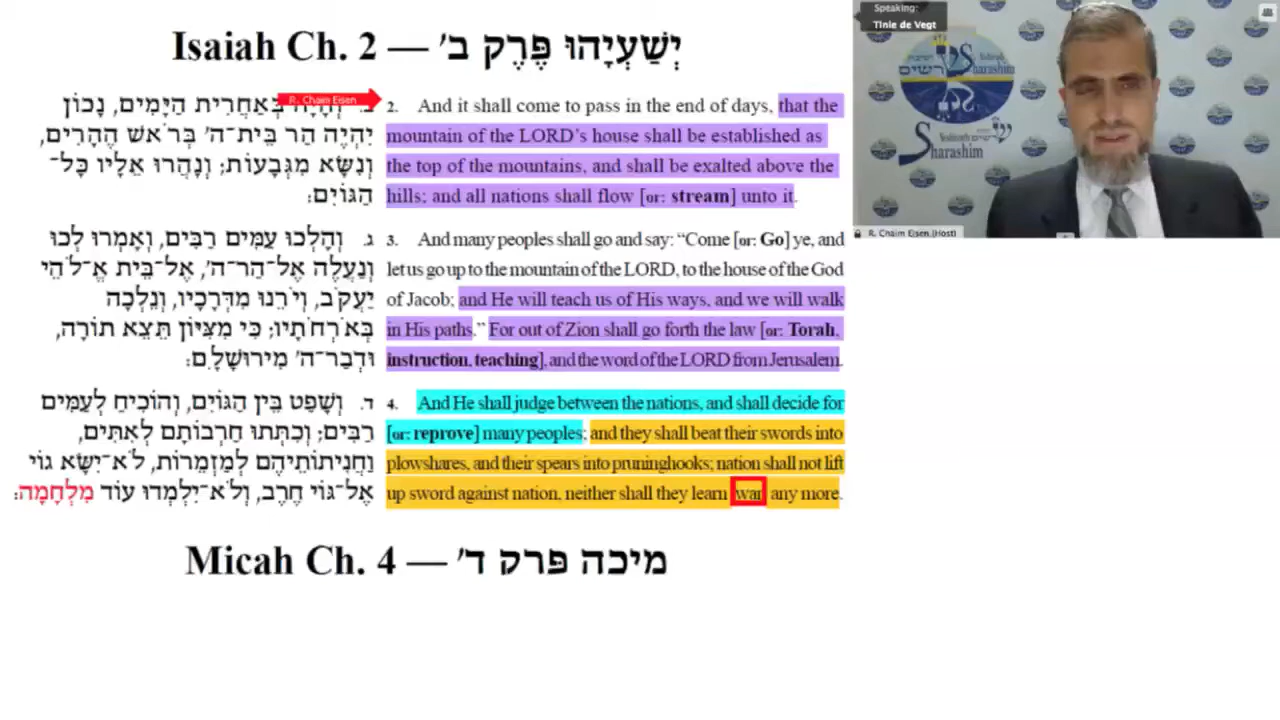 Isaiah Ch. 2 — יְשַׁעְיָהוּ פֶּרֶק ב׳
בְּאַחֲרִית הַיָּמִים, נָכוֹן
יִהְיֶה הַר בֵּית־ה׳ בְּרֹאשׁ הֶהָרִים,
וְנִשָּׂא מִגְּבָעוֹת; וְנָהֲרוּ אֵלָיו כָּל־
הַגּוֹיִם:
R. Chaim Eisen
2. And it shall come to pass in the end of days, that the
mountain of the LORD’s house shall be established as
the top of the mountains, and shall be exalted above the
hills; and all nations shall flow [or: stream] unto it.
ג. וְהָלְכוּ עַמִּים רַבִּים, וְאָמְרוּ לְכוּ
וְנַעֲלֶה אֶל־הַר־ה׳, אֶל־בֵּית אֱ־לֹהֵי
יַעֲקֹב, וְיֹרֵנוּ מִדְּרָכָיו, וְנֵלְכָה
בְּאֹרְחֹתָיו; כִּי מִצִּיּוֹן תֵּצֵא תוֹרָה,
וּדְבַר־ה׳ מִירוּשָׁלָיִם:
3. And many peoples shall go and say: “Come [or: Go] ye, and
let us go up to the mountain of the LORD, to the house of the God
of Jacob; and He will teach us of His ways, and we will walk
in His paths.” For out of Zion shall go forth the law [or: Torah,
instruction, teaching], and the word of the LORD from Jerusalem.
ד. וְשָׁפַט בֵּין הַגּוֹיִם, וְהוֹכִיחַ לְעַמִּים
רַבִּים; וְכִתְּתוּ חַרְבוֹתָם לְאִתִּים,
וַחֲנִיתוֹתֵיהֶם לְמַזְמֵרוֹת, לֹא־יִשָּׂא גוֹי
אֶל־גּוֹי חֶרֶב, וְלֹא־יִלְמְדוּ עוֹד מִלְחָמָה:
4. And He shall judge between the nations, and shall decide for
[or: reprove] many peoples; and they shall beat their swords into
plowshares, and their spears into pruninghooks; nation shall not lift
up sword against nation, neither shall they learn war any more.
Micah Ch. 4 — מיכה פרק ד׳
Speaking:
Tinie de Vegt
שרשים
Sharashim
Yeshivath
Sharashim
R. Chaim Eisen (Host)